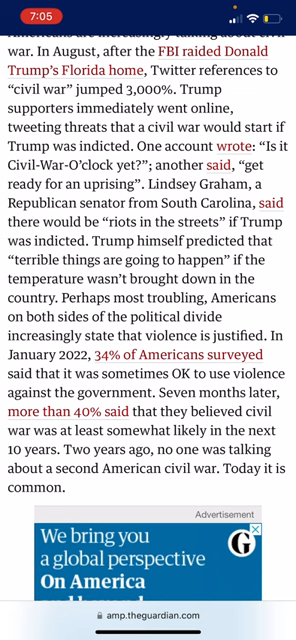 7:05
Americans are increasingly talking about civil
war. In August, after the FBI raided Donald
Trump’s Florida home, Twitter references to
“civil war” jumped 3,000%. Trump
supporters immediately went online,
tweeting threats that a civil war would start if
Trump was indicted. One account wrote: “Is it
Civil-War-O’clock yet?”; another said, “get
ready for an uprising”. Lindsey Graham, a
Republican senator from South Carolina, said
there would be “riots in the streets” if Trump
was indicted. Trump himself predicted that
“terrible things are going to happen” if the
temperature wasn’t brought down in the
country. Perhaps most troubling, Americans
on both sides of the political divide
increasingly state that violence is justified. In
January 2022, 34% of Americans surveyed
said that it was sometimes OK to use violence
against the government. Seven months later,
more than 40% said that they believed civil
war was at least somewhat likely in the next
10 years. Two years ago, no one was talking
about a second American civil war. Today it is
common.
Advertisement
We bring you
a global perspective
On America
and beyond
G
amp.theguardian.com